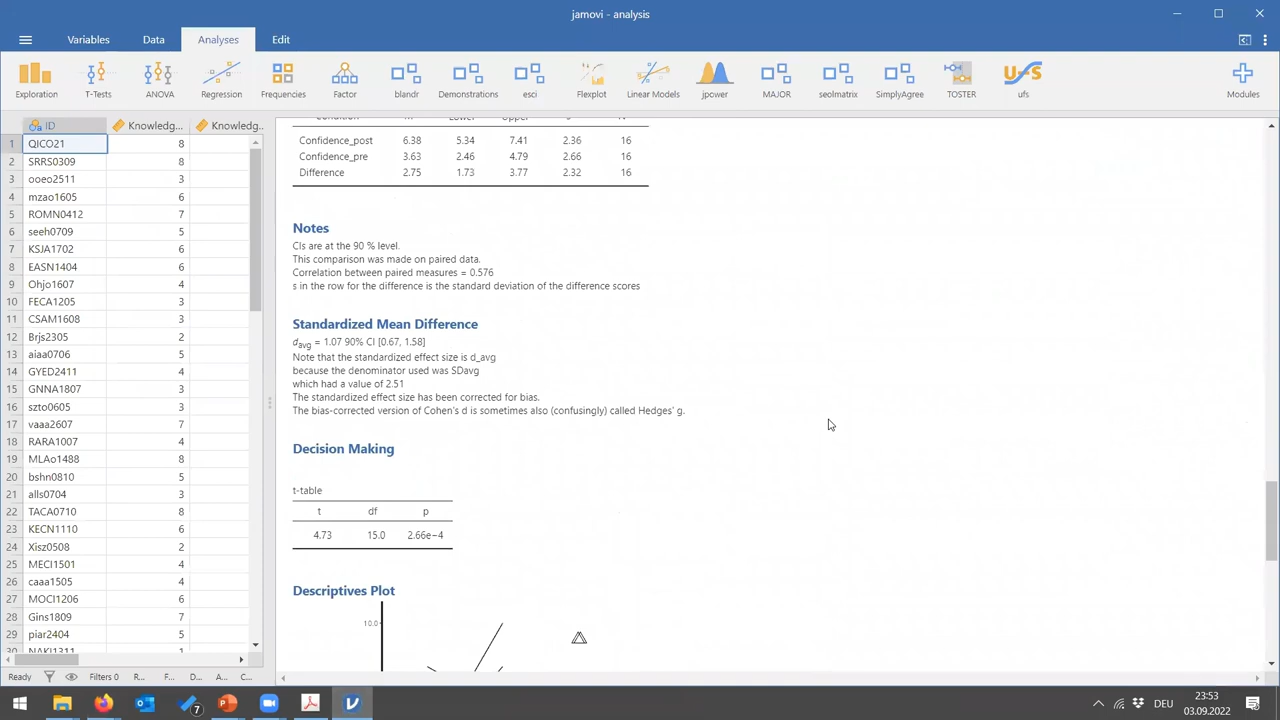 jamovi - analysis
Variables Data Analyses Edit
Exploration T-Tests ANOVA Regression Frequencies Factor blandr Demonstrations esci Flexplot Linear Models jpower MAJOR seolmatrix SimplyAgree TOSTER ufs Modules
ID Knowledg... Knowledg...
1 QICO21 8
2 SRRS0309 8
3 ooeo2511 3
4 mzao1605 6
5 ROMN0412 7
6 seeh0709 5
7 KSJA1702 6
8 EASN1404 6
9 Ohjo1607 4
10 FECA1205 3
11 CSAM1608 3
12 Brjs2305 2
13 aiaa0706 5
14 GYED2411 4
15 GNNA1807 3
16 szto0605 3
17 vaaa2607 7
18 RARA1007 4
19 MLAo1488 8
20 bshn0810 5
21 alls0704 3
22 TACA0710 8
23 KECN1110 6
24 Xisz0508 2
25 MECI1501 4
26 caaa1505 4
27 MOCI1206 6
28 Gins1809 7
29 piar2404 5
30 NAKI1311 1
Confidence_post 6.38 5.34 7.41 2.36 16
Confidence_pre 3.63 2.46 4.79 2.66 16
Difference 2.75 1.73 3.77 2.32 16
Notes
CIs are at the 90 % level.
This comparison was made on paired data.
Correlation between paired measures = 0.576
s in the row for the difference is the standard deviation of the difference scores
Standardized Mean Difference
davg = 1.07 90% CI [0.67, 1.58]
Note that the standardized effect size is d_avg
because the denominator used was SDavg
which had a value of 2.51
The standardized effect size has been corrected for bias.
The bias-corrected version of Cohen's d is sometimes also (confusingly) called Hedges' g.
Decision Making
t-table
t df p
4.73 15.0 2.66e−4
Descriptives Plot
10.0
Ready Filters 0 R... F... D... A... C...
7
DEU
23:53
03.09.2022